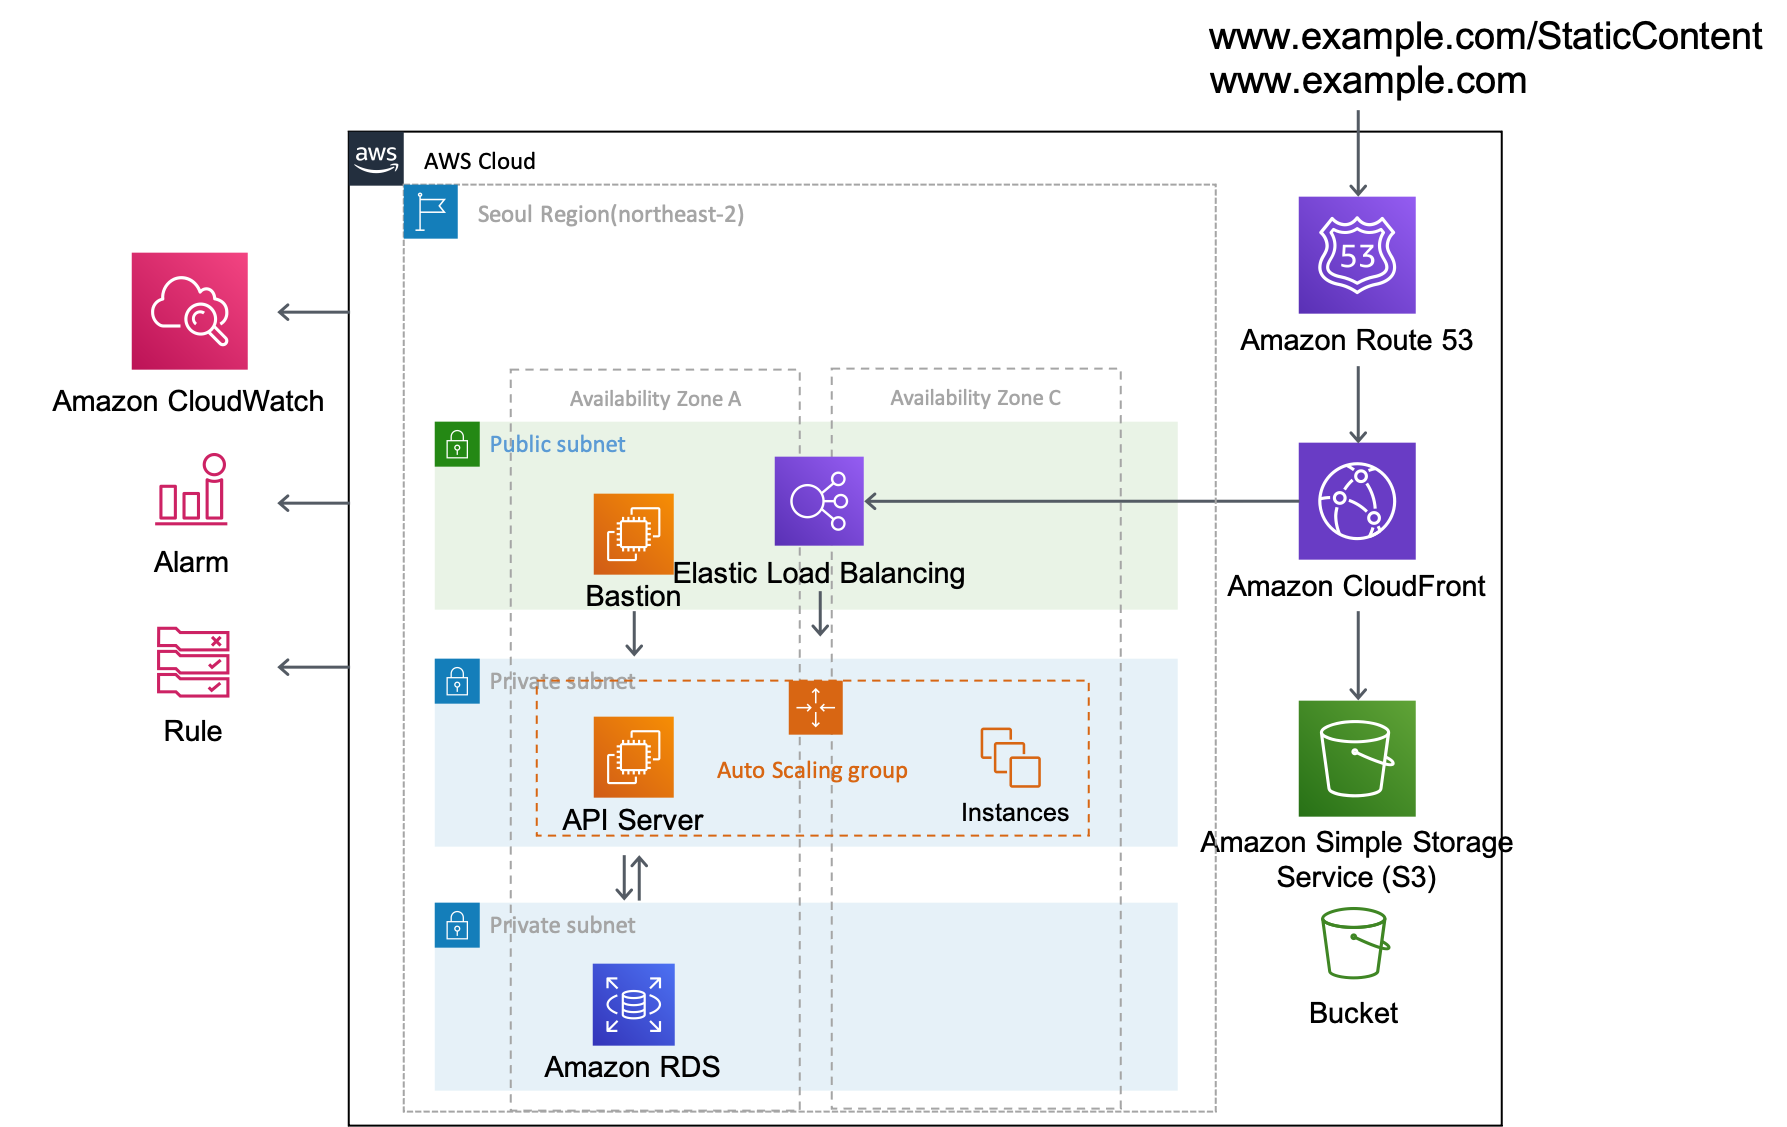 www.example.com/StaticContent
www.example.com
aws
AWS Cloud
Seoul Region(northeast-2)
53
Amazon Route 53
Amazon CloudWatch
Availability Zone A
Availability Zone C
Public subnet
Alarm
Elastic Load Balancing
Bastion
Amazon CloudFront
Private subnet
Rule
Auto Scaling group
API Server
Instances
Amazon Simple Storage
Service (S3)
Private subnet
Bucket
Amazon RDS